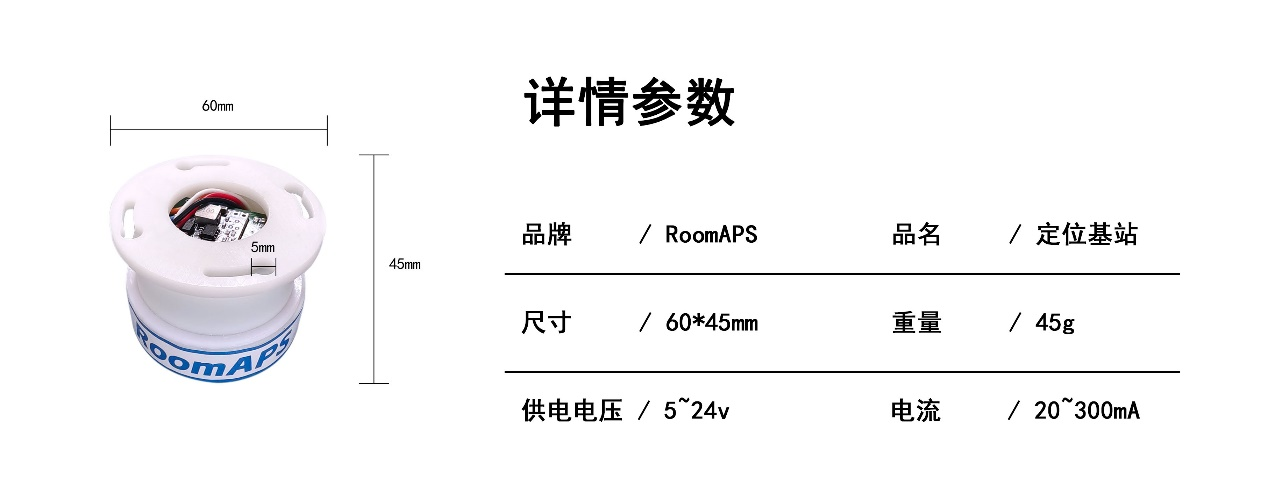 详情参数
60mm
5mm
45mm
RoomAPS
品牌 / RoomAPS 品名 / 定位基站
尺寸 / 60*45mm 重量 / 45g
供电电压 / 5~24v 电流 / 20~300mA